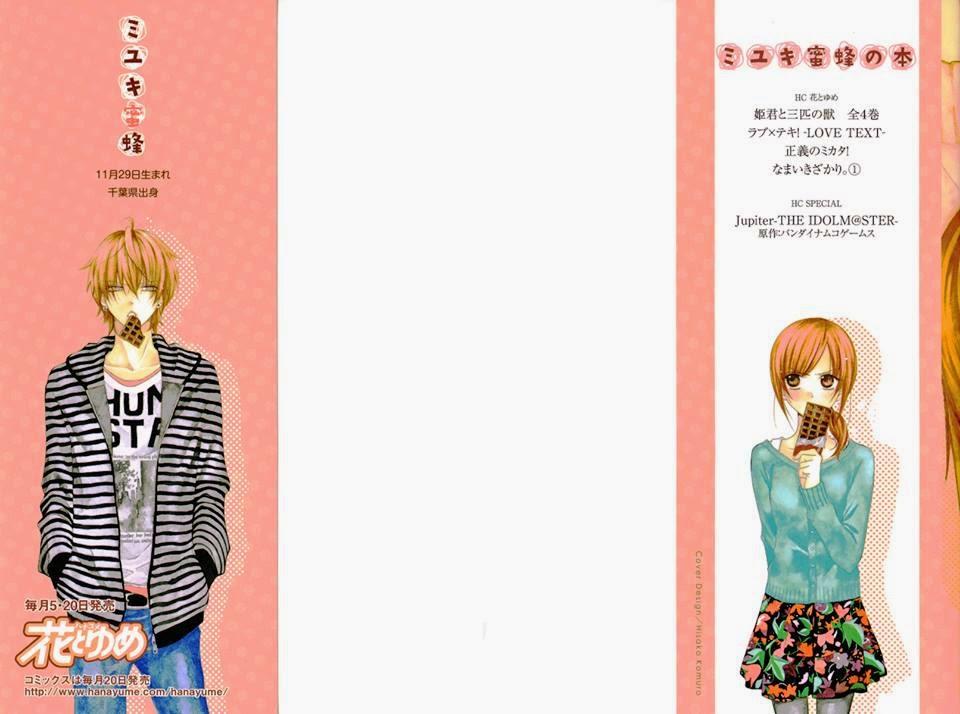 ミユキ蜜蜂
11月29日生まれ
千葉県出身
HUN
STA
毎月5・20日発売
花とゆめ
コミックスは毎月20日発売
http://www.hanayume.com/hanayume/
ミユキ蜜蜂の本
HC 花とゆめ
姫君と三匹の獣 全4巻
ラブ×テキ! -LOVE TEXT-
正義のミカタ!
なまいきざかり。①
HC SPECIAL
Jupiter-THE IDOLM@STER-
原作:バンダイナムコゲームス
Cover Design／Hisako Komuro